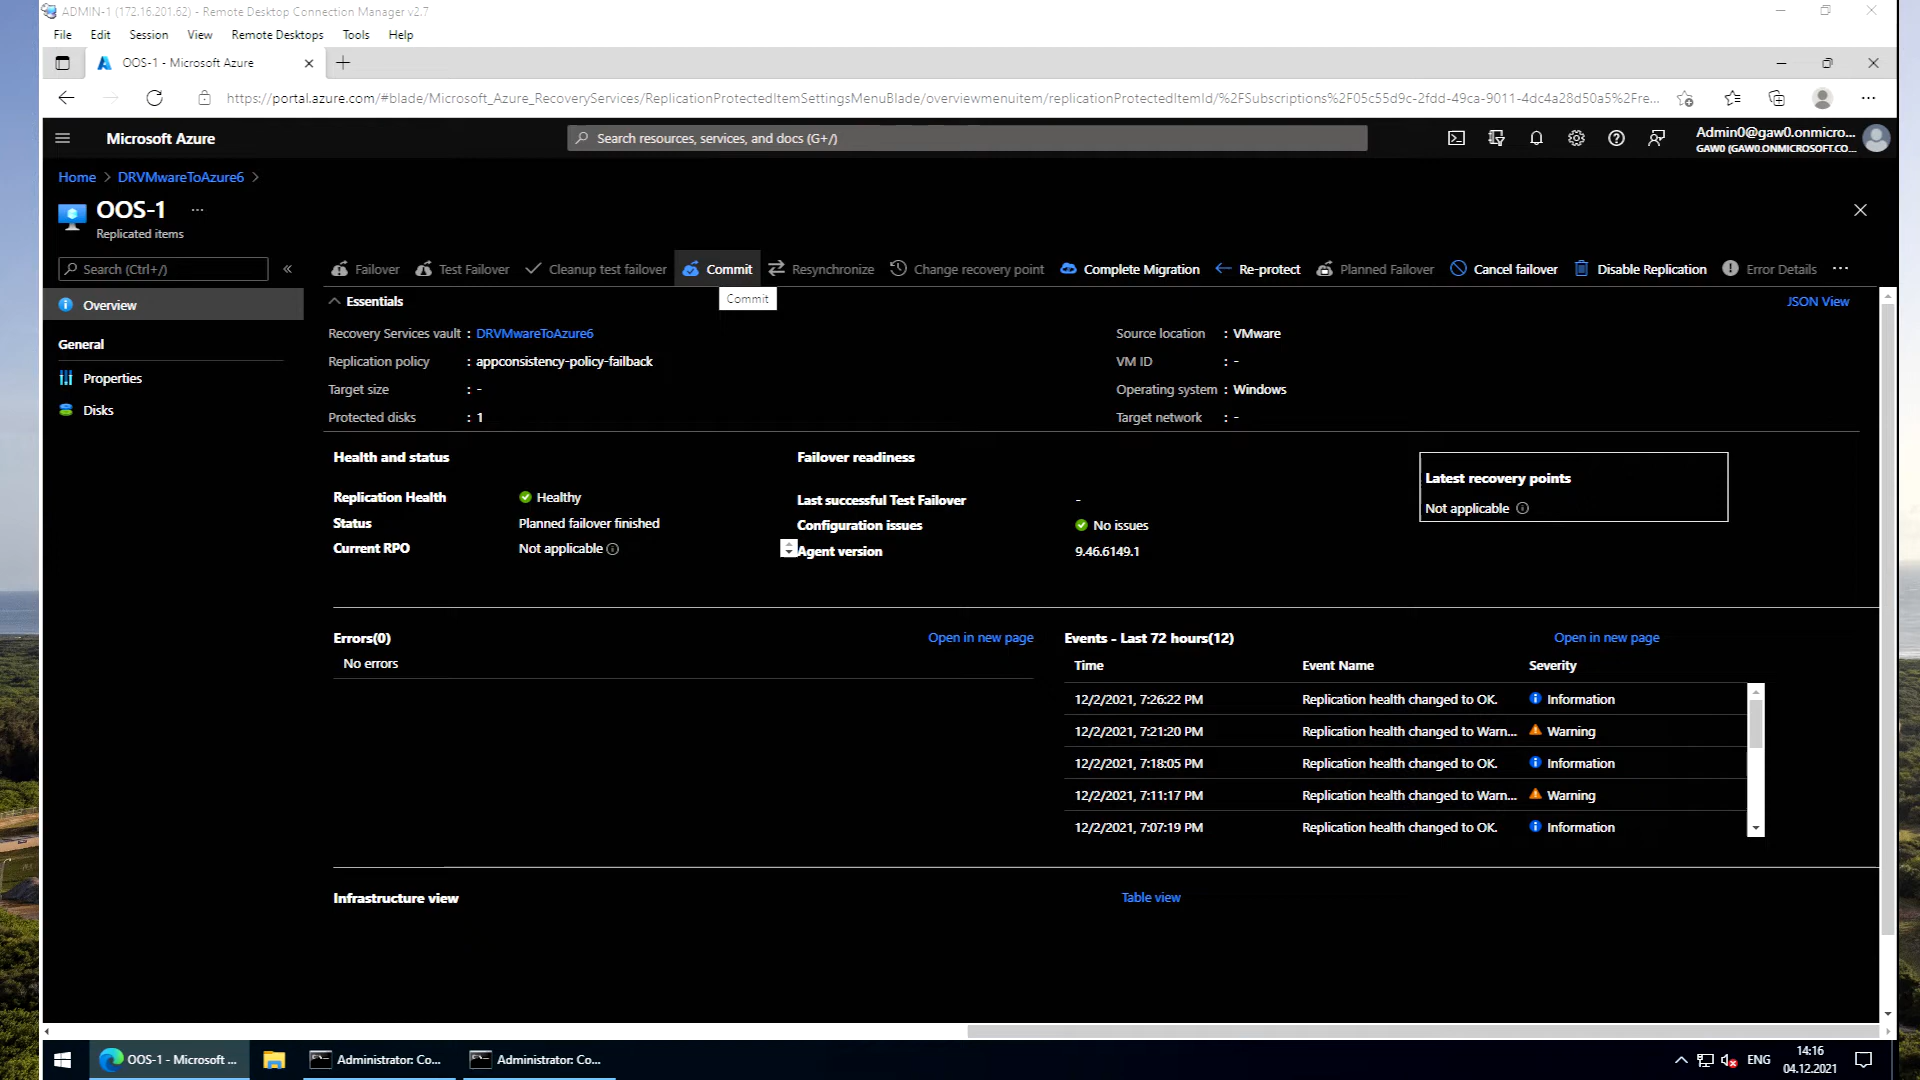 ADMIN-1 (172.16.201.62) - Remote Desktop Connection Manager v2.7
File Edit Session View Remote Desktops Tools Help
OOS-1 - Microsoft Azure
https://portal.azure.com/#blade/Microsoft_Azure_RecoveryServices/ReplicationProtectedItemSettingsMenuBlade/overviewmenuitem/replicationProtectedItemId/%2FSubscriptions%2F05c55d9c-2fdd-49ca-9011-4dc4a28d50a5%2Fre...
Microsoft Azure
Search resources, services, and docs (G+/)
Admin0@gaw0.onmicro...
GAW0 (GAW0.ONMICROSOFT.CO...
Home > DRVMwareToAzure6 >
OOS-1 ...
Replicated items
Search (Ctrl+/) «
Failover Test Failover Cleanup test failover Commit Resynchronize Change recovery point Complete Migration Re-protect Planned Failover Cancel failover Disable Replication Error Details ...
Commit
Overview
General
Properties
Disks
Essentials
JSON View
Recovery Services vault : DRVMwareToAzure6
Replication policy : appconsistency-policy-failback
Target size : -
Protected disks : 1
Source location : VMware
VM ID : -
Operating system : Windows
Target network : -
Health and status
Replication Health Healthy
Status Planned failover finished
Current RPO Not applicable
Failover readiness
Last successful Test Failover -
Configuration issues No issues
Agent version 9.46.6149.1
Latest recovery points
Not applicable
Errors(0) Open in new page
No errors
Events - Last 72 hours(12) Open in new page
Time Event Name Severity
12/2/2021, 7:26:22 PM Replication health changed to OK. Information
12/2/2021, 7:21:20 PM Replication health changed to Warn... Warning
12/2/2021, 7:18:05 PM Replication health changed to OK. Information
12/2/2021, 7:11:17 PM Replication health changed to Warn... Warning
12/2/2021, 7:07:19 PM Replication health changed to OK. Information
Infrastructure view Table view
OOS-1 - Microsoft ... Administrator: Co... Administrator: Co...
ENG
14:16
04.12.2021